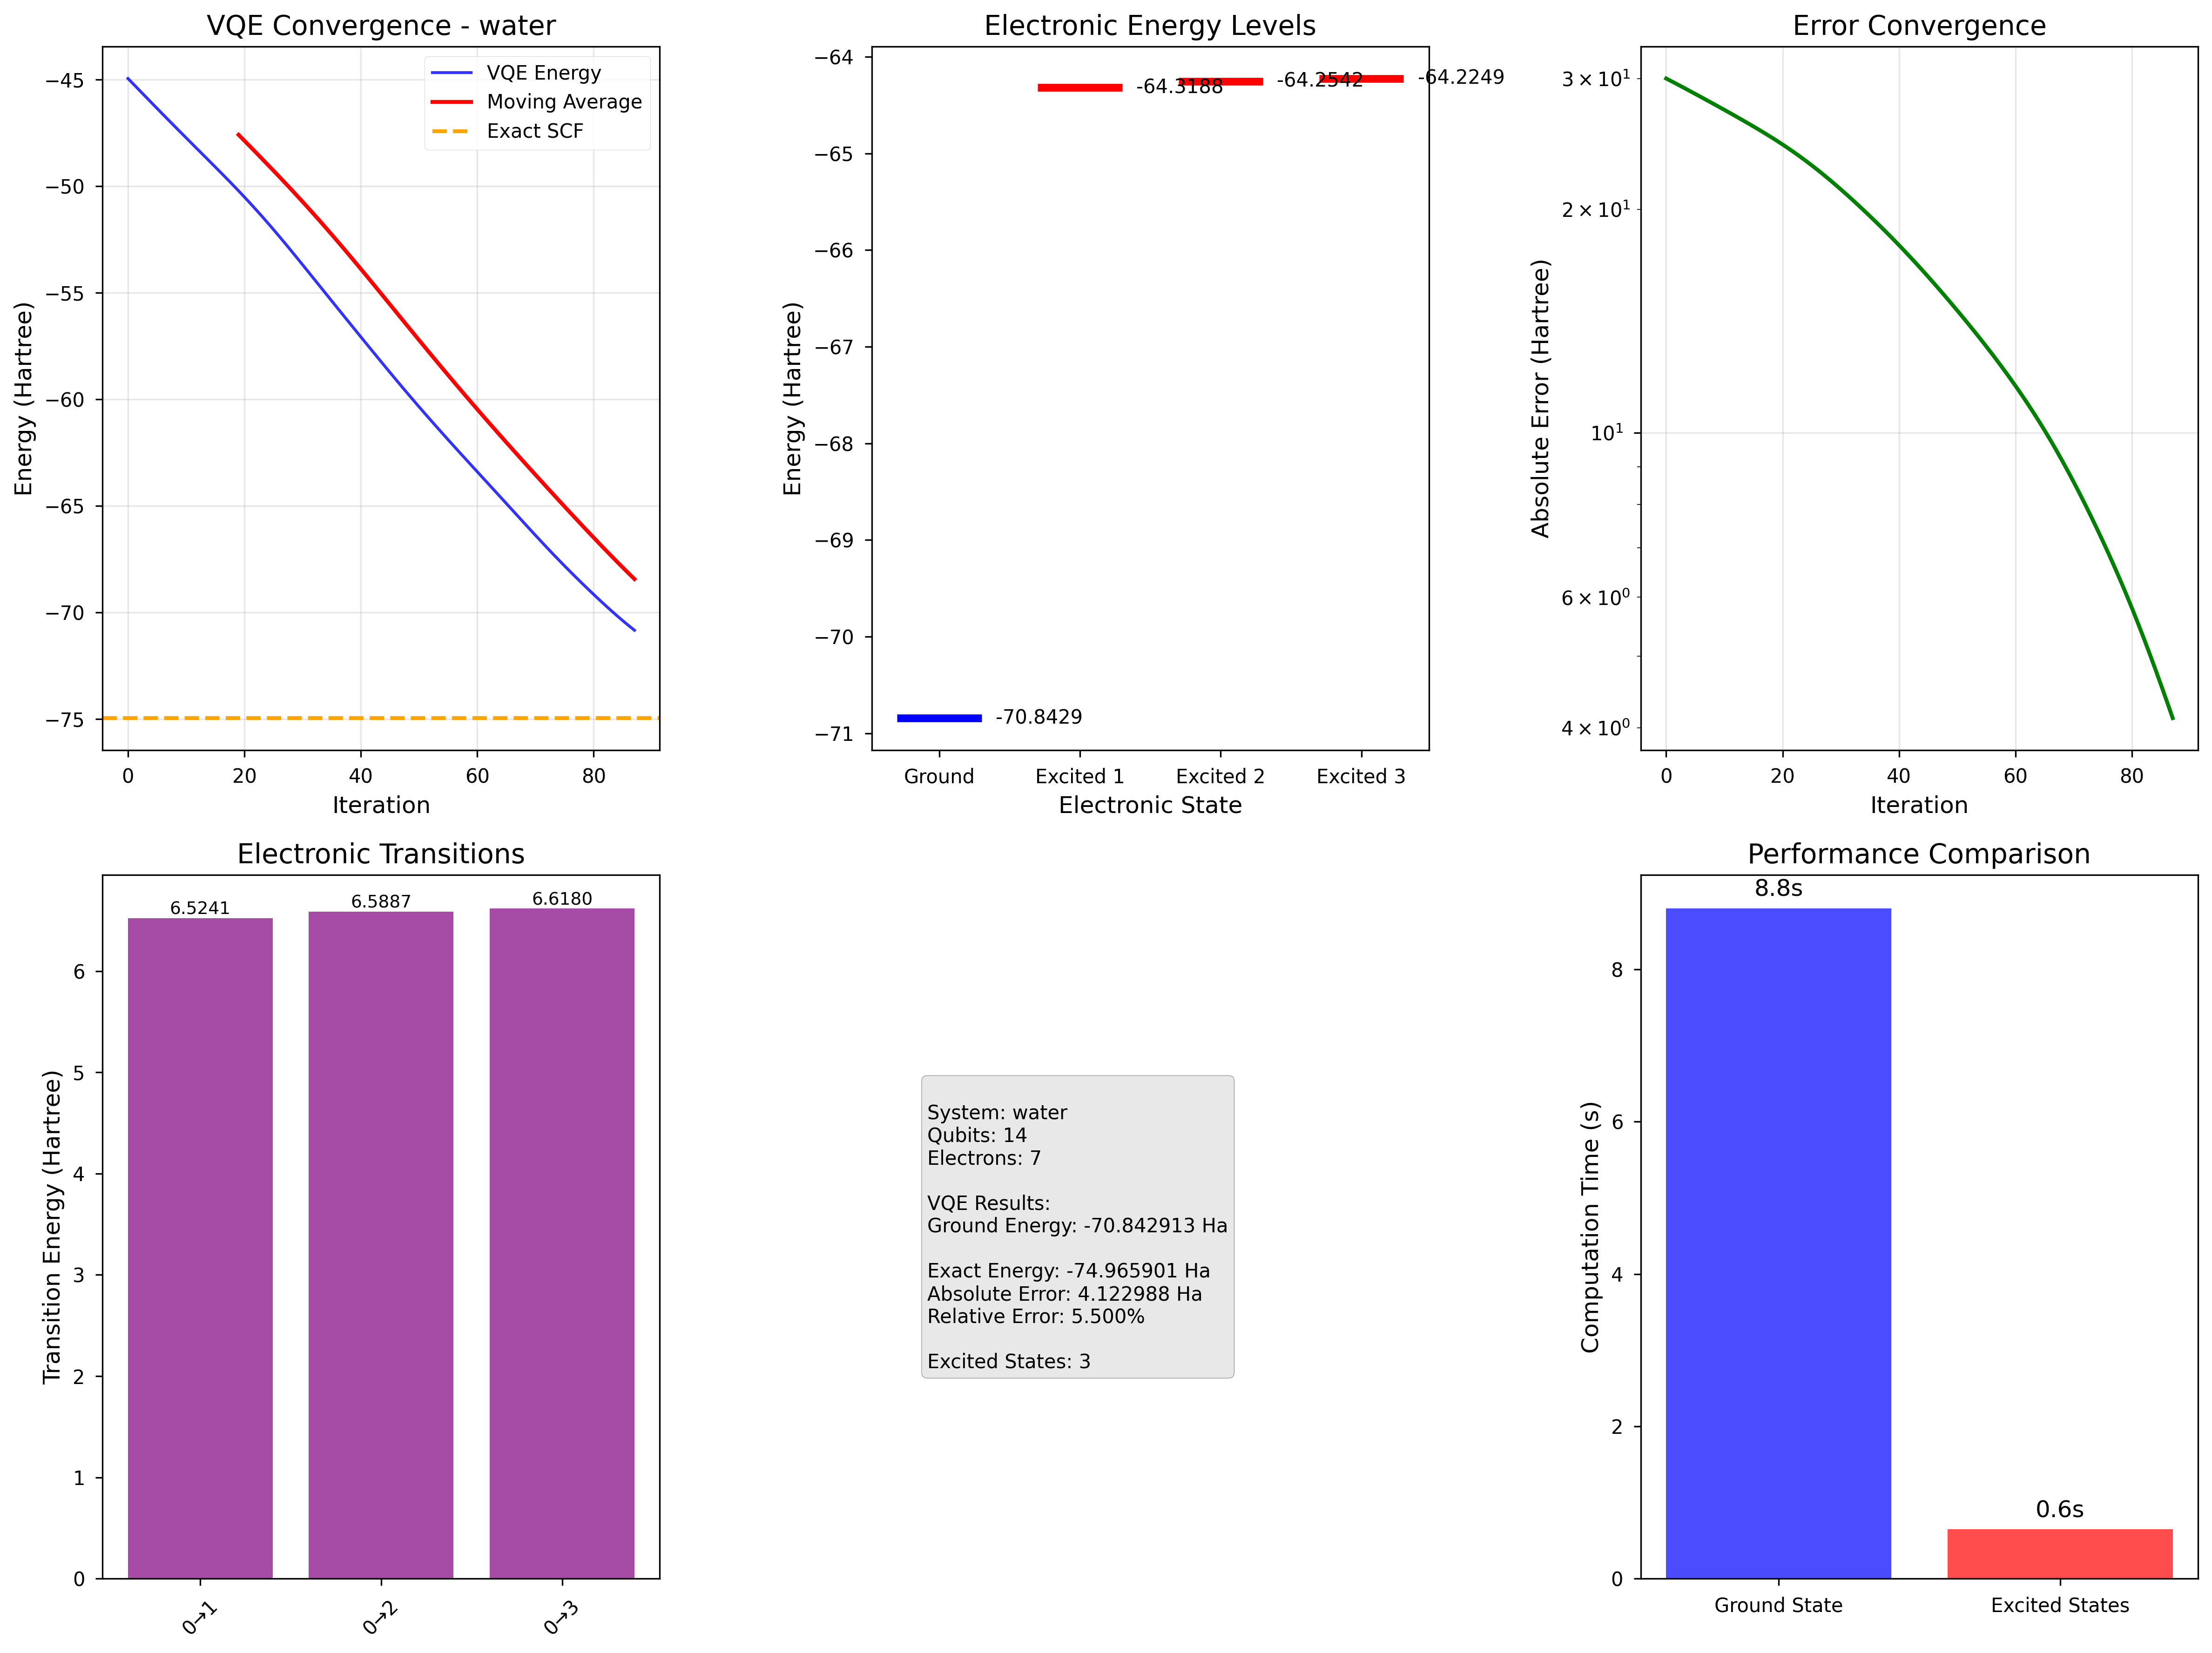 VQE Convergence - water
VQE Energy
Moving Average
Exact SCF
−45
−50
−55
−60
−65
−70
−75
Energy (Hartree)
0 20 40 60 80
Iteration
Electronic Energy Levels
−64
−65
−66
−67
−68
−69
−70
−71
Energy (Hartree)
-64.3188
-64.2542
-64.2249
-70.8429
Ground Excited 1 Excited 2 Excited 3
Electronic State
Error Convergence
3 × 10¹
2 × 10¹
10¹
6 × 10⁰
4 × 10⁰
Absolute Error (Hartree)
0 20 40 60 80
Iteration
Electronic Transitions
6.5241 6.5887 6.6180
6
5
4
3
2
1
0
Transition Energy (Hartree)
0→1 0→2 0→3
System: water
Qubits: 14
Electrons: 7
VQE Results:
Ground Energy: -70.842913 Ha
Exact Energy: -74.965901 Ha
Absolute Error: 4.122988 Ha
Relative Error: 5.500%
Excited States: 3
Performance Comparison
8.8s
0.6s
8
6
4
2
0
Computation Time (s)
Ground State Excited States